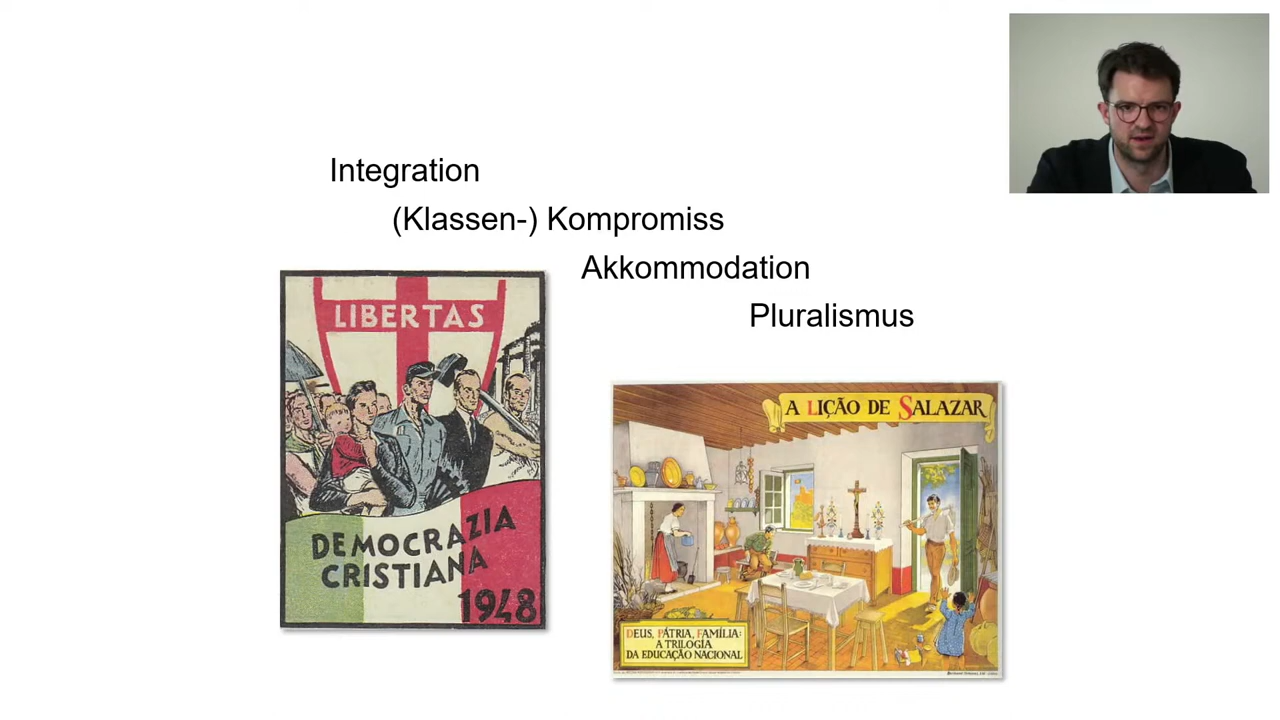 Integration
(Klassen-) Kompromiss
Akkommodation
Pluralismus
LIBERTAS
DEMOCRAZIA
CRISTIANA
1948
A LIÇÃO DE SALAZAR
DEUS, PÁTRIA, FAMÍLIA:
A TRILOGIA
DA EDUCAÇÃO NACIONAL